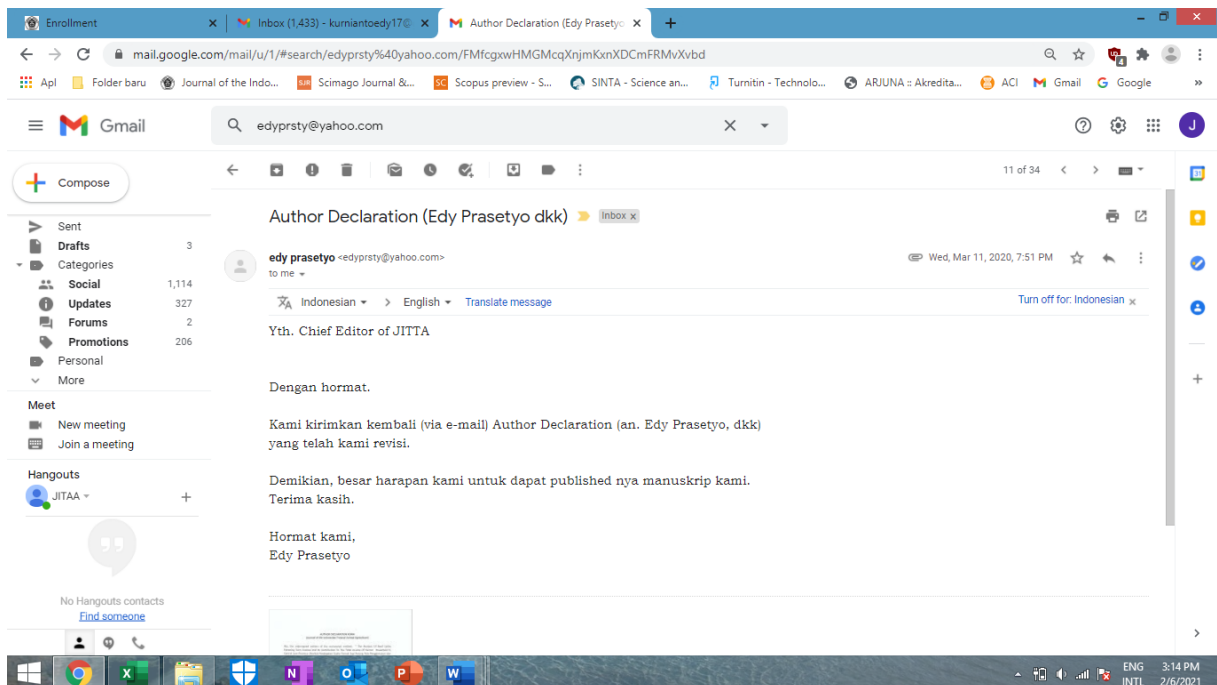 Enrollment
Inbox (1,433) - kurniantoedy17@
Author Declaration (Edy Prasetyo
mail.google.com/mail/u/1/#search/edyprsty%40yahoo.com/FMfcgxwHMGMcqXnjmKxnXDCmFRMvXvbd
Apl Folder baru Journal of the Indo... Scimago Journal &... Scopus preview - S... SINTA - Science an... Turnitin - Technolo... ARJUNA :: Akredita... ACI Gmail Google »
Gmail
edyprsty@yahoo.com
J
Compose
11 of 34
Sent
Drafts 3
Categories
Social 1,114
Updates 327
Forums 2
Promotions 206
Personal
More
Meet
New meeting
Join a meeting
Hangouts
JITAA
No Hangouts contacts
Find someone
Author Declaration (Edy Prasetyo dkk) Inbox x
edy prasetyo <edyprsty@yahoo.com> Wed, Mar 11, 2020, 7:51 PM
to me
Indonesian > English Translate message Turn off for: Indonesian x
Yth. Chief Editor of JITTA
Dengan hormat.
Kami kirimkan kembali (via e-mail) Author Declaration (an. Edy Prasetyo, dkk)
yang telah kami revisi.
Demikian, besar harapan kami untuk dapat published nya manuskrip kami.
Terima kasih.
Hormat kami,
Edy Prasetyo
ENG 3:14 PM
INTL 2/6/2021